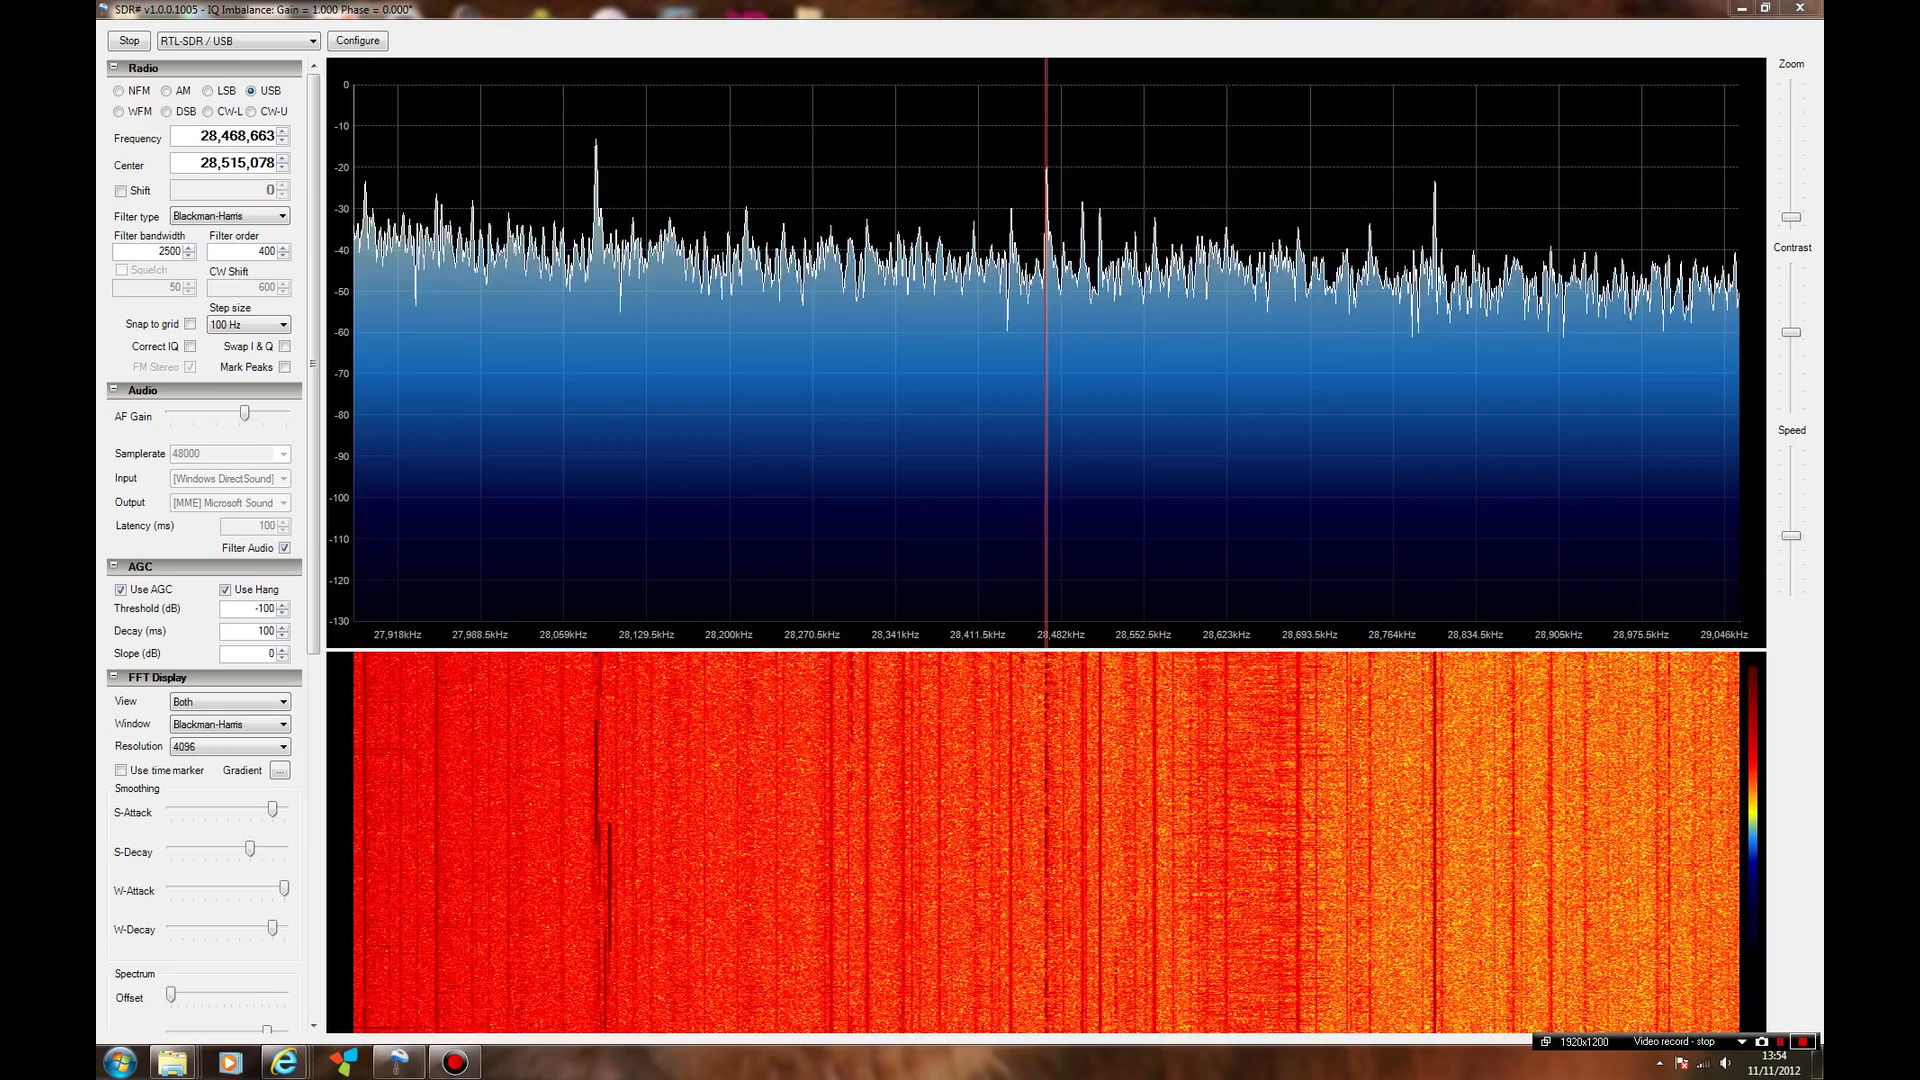 SDR# v1.0.0.1005 - IQ Imbalance: Gain = 1.000 Phase = 0.000°
Stop RTL-SDR / USB Configure
Radio
NFM AM LSB USB
WFM DSB CW-L CW-U
Frequency 28,468,663
Center 28,515,078
Shift 0
Filter type Blackman-Harris
Filter bandwidth Filter order
2500 400
Squelch CW Shift
50 600
Step size
Snap to grid 100 Hz
Correct IQ Swap I & Q
FM Stereo Mark Peaks
Audio
AF Gain
Samplerate 48000
Input [Windows DirectSound]
Output [MME] Microsoft Sound
Latency (ms) 100
Filter Audio
AGC
Use AGC Use Hang
Threshold (dB) -100
Decay (ms) 100
Slope (dB) 0
FFT Display
View Both
Window Blackman-Harris
Resolution 4096
Use time marker Gradient ...
Smoothing
S-Attack
S-Decay
W-Attack
W-Decay
Spectrum
Offset
0
-10
-20
-30
-40
-50
-60
-70
-80
-90
-100
-110
-120
-130
27,918kHz 27,988.5kHz 28,059kHz 28,129.5kHz 28,200kHz 28,270.5kHz 28,341kHz 28,411.5kHz 28,482kHz 28,552.5kHz 28,623kHz 28,693.5kHz 28,764kHz 28,834.5kHz 28,905kHz 28,975.5kHz 29,046kHz
Zoom
Contrast
Speed
1920x1200 Video record - stop
13:54
11/11/2012